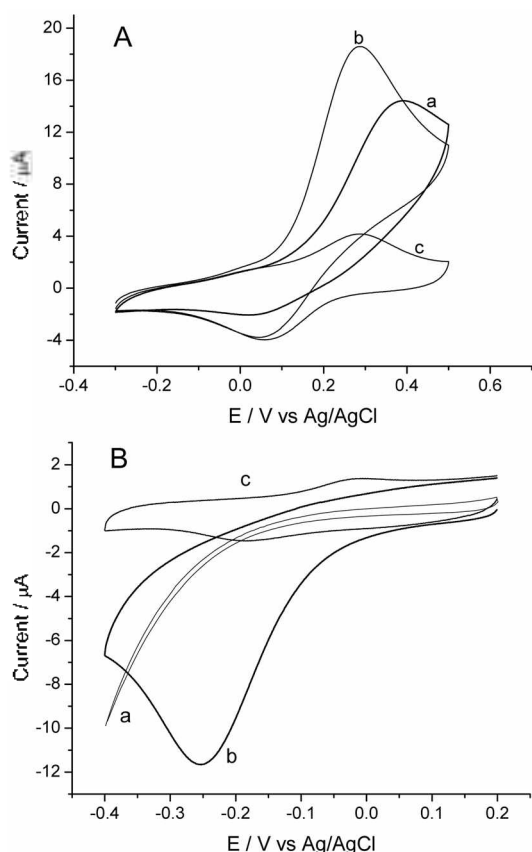 A
b
a
c
20
16
12
8
4
0
-4
Current / µA
-0.4 -0.2 0.0 0.2 0.4 0.6
E / V vs Ag/AgCl
B
c
a
b
2
0
-2
-4
-6
-8
-10
-12
Current / µA
-0.4 -0.3 -0.2 -0.1 0.0 0.1 0.2
E / V vs Ag/AgCl